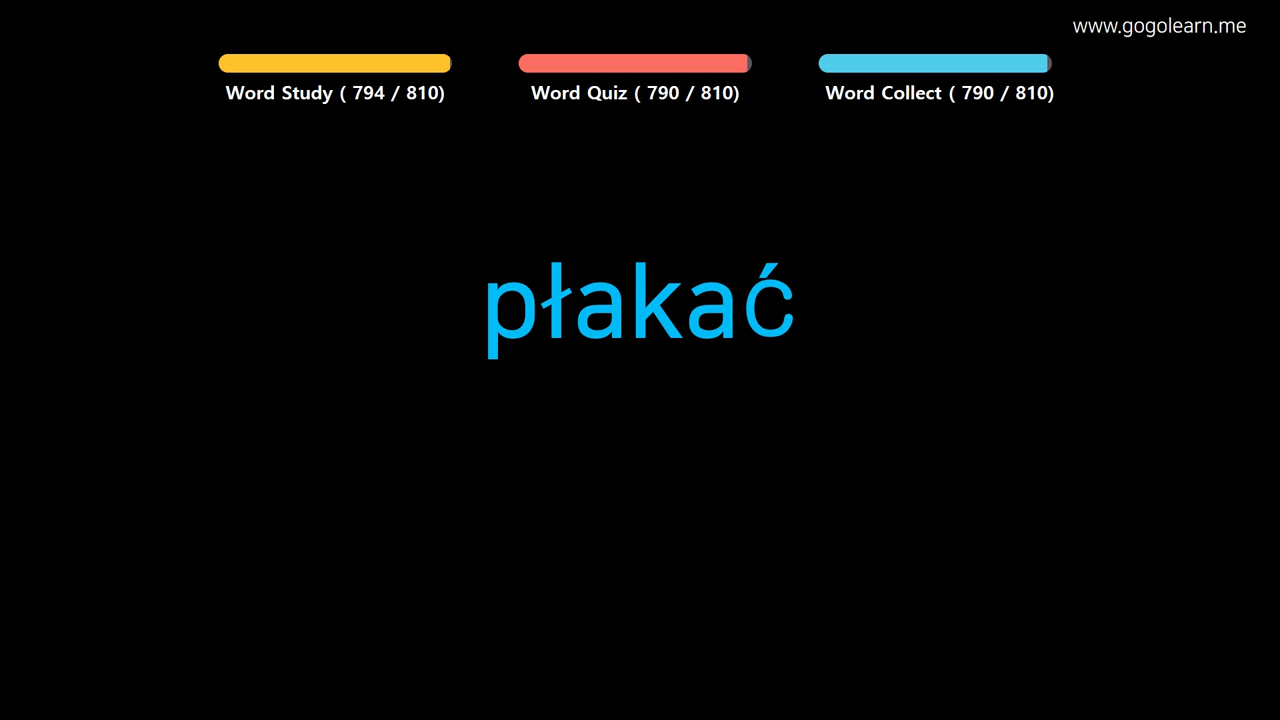 www.gogolearn.me
Word Study ( 794 / 810)
Word Quiz ( 790 / 810)
Word Collect ( 790 / 810)
płakać